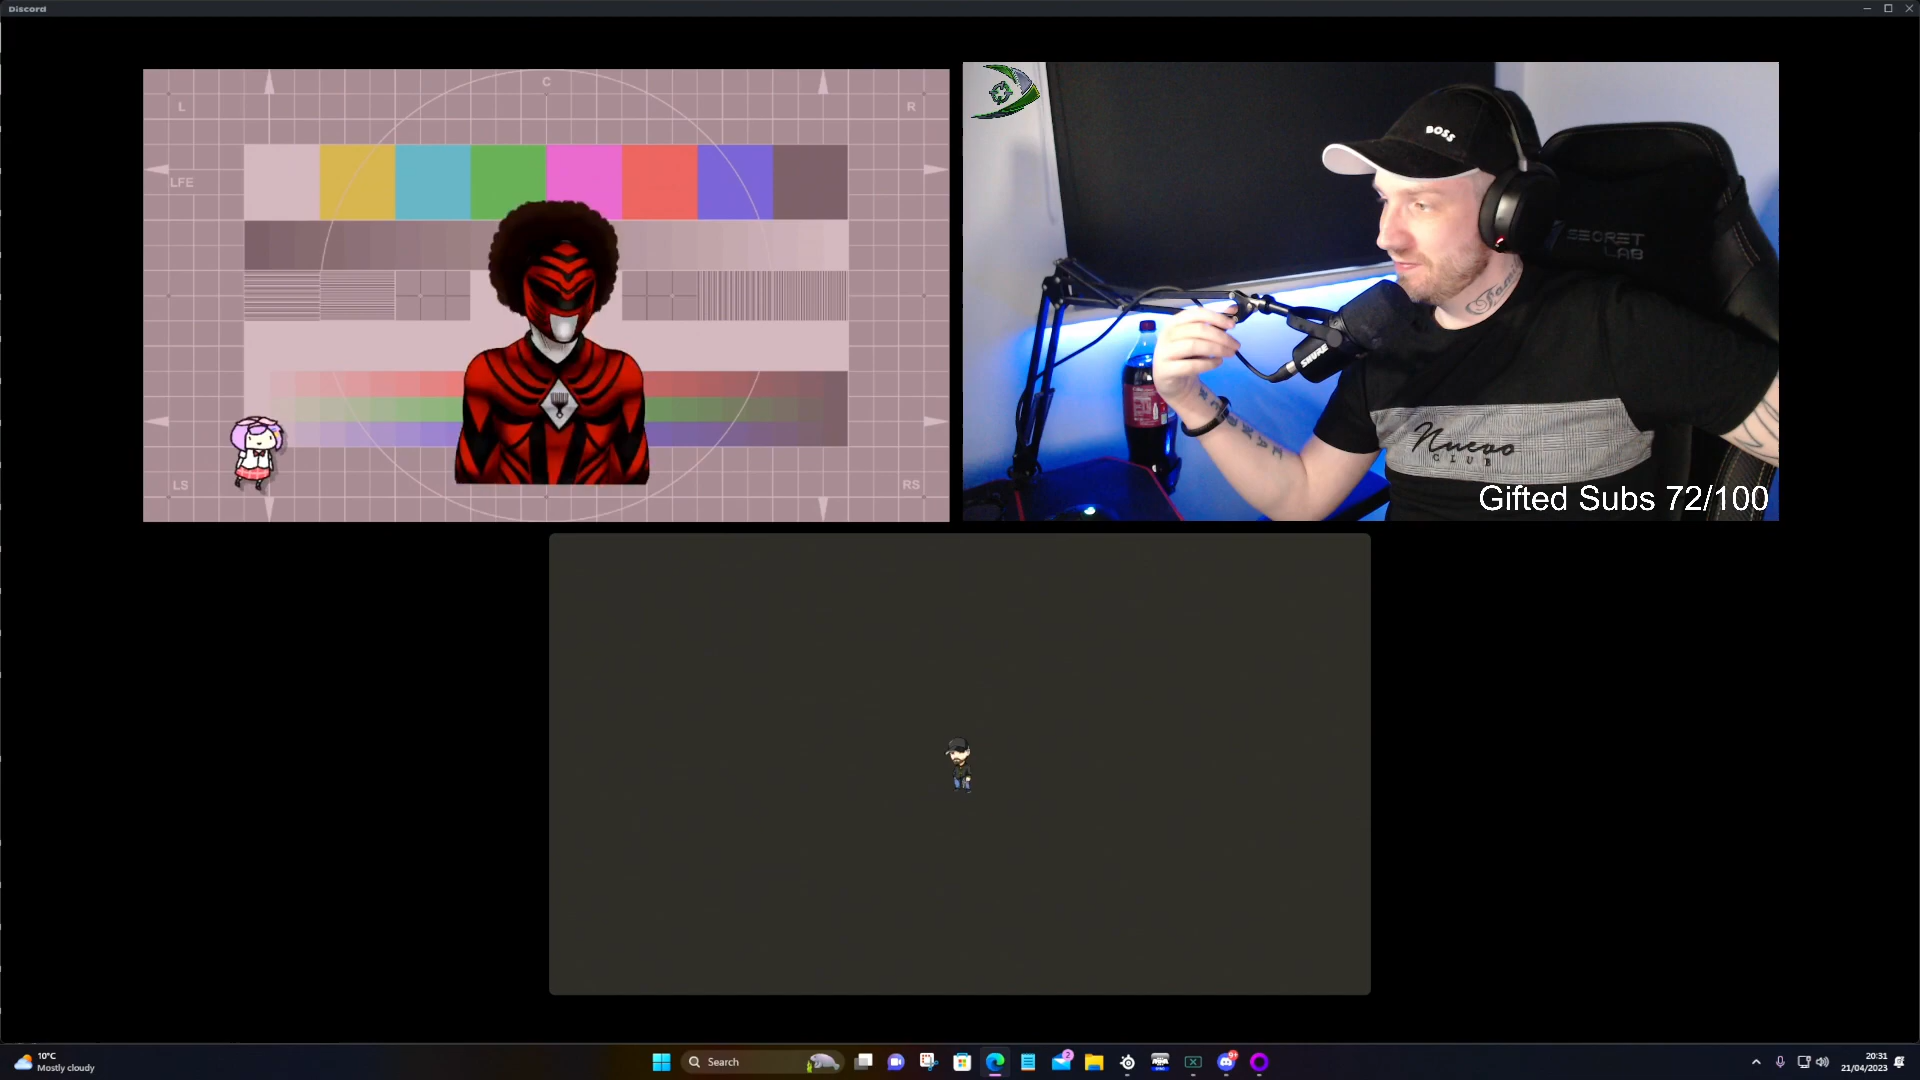 Discord
C
L
R
LFE
LS
RS
BOSS
SECRET
LAB
SHURE
Nuevo
CLUB
Gifted Subs 72/100
10°C
Mostly cloudy
Search
2
20:31
21/04/2023